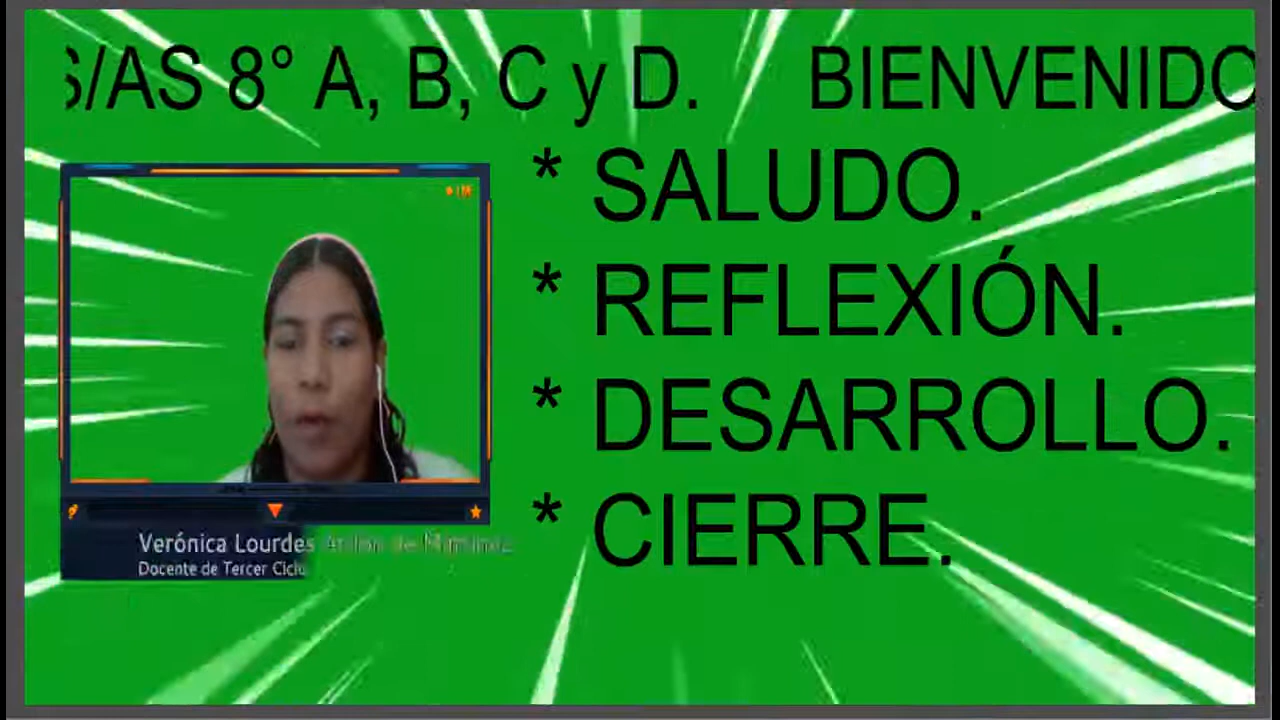 S/AS 8° A, B, C y D. BIENVENIDO
* SALUDO.
* REFLEXIÓN.
* DESARROLLO.
* CIERRE.
Verónica Lourdes
Docente de Tercer Ciclo